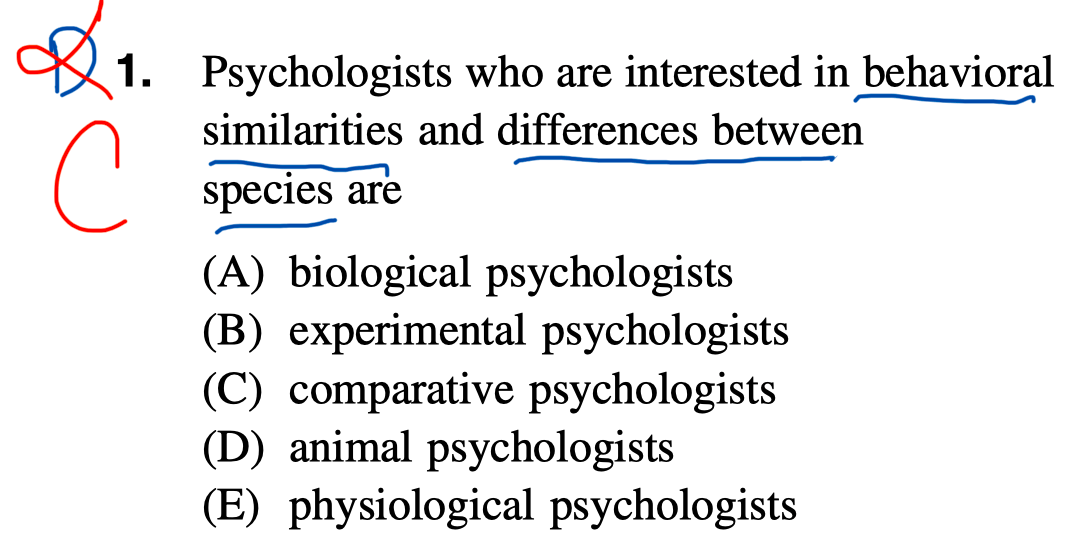 D 1. Psychologists who are interested in behavioral
similarities and differences between
C
species are
(A) biological psychologists
(B) experimental psychologists
(C) comparative psychologists
(D) animal psychologists
(E) physiological psychologists